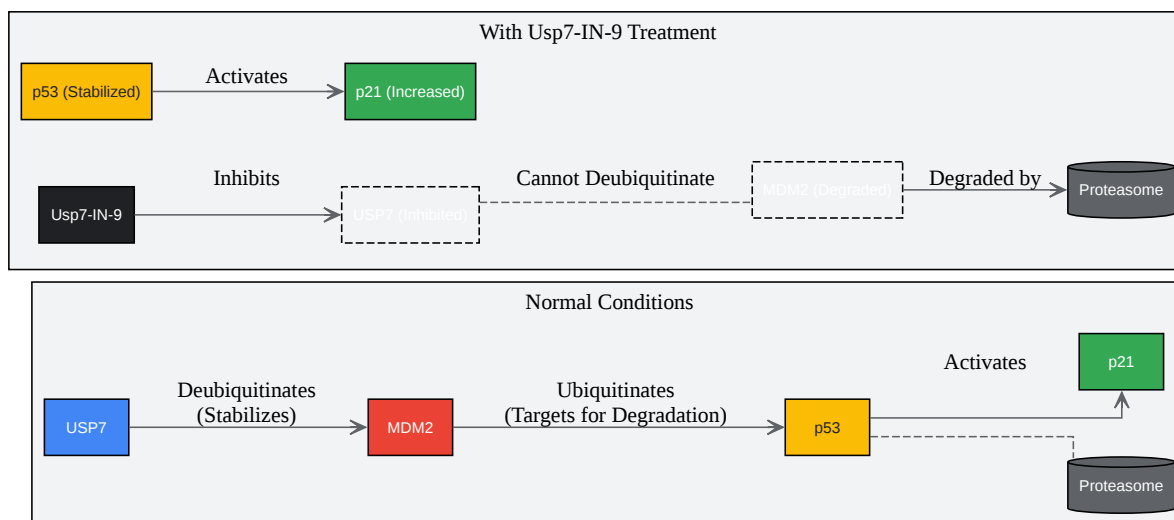 With Usp7-IN-9 Treatment
p53 (Stabilized)
Activates
p21 (Increased)
Usp7-IN-9
Inhibits
USP7 (Inhibited)
Cannot Deubiquitinate
MDM2 (Degraded)
Degraded by
Proteasome
Normal Conditions
USP7
Deubiquitinates
(Stabilizes)
MDM2
Ubiquitinates
(Targets for Degradation)
p53
Activates
p21
Proteasome